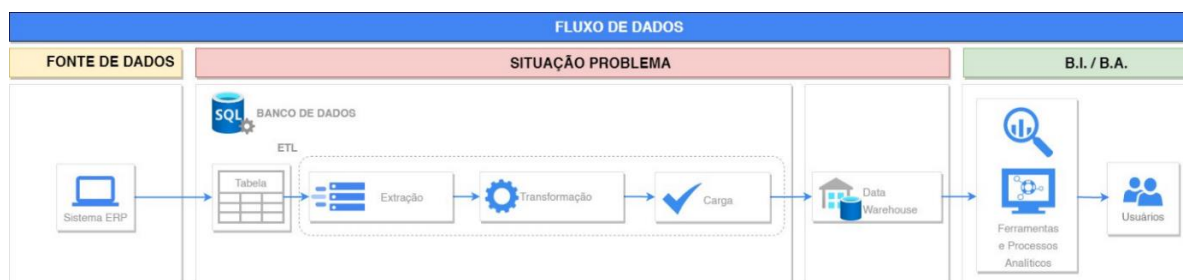 FLUXO DE DADOS
FONTE DE DADOS
SITUAÇÃO PROBLEMA
B.I. / B.A.
SQL
BANCO DE DADOS
ETL
Sistema ERP
Tabela
Extração
Transformação
Carga
Data
Warehouse
Ferramentas
e Processos
Analíticos
Usuários